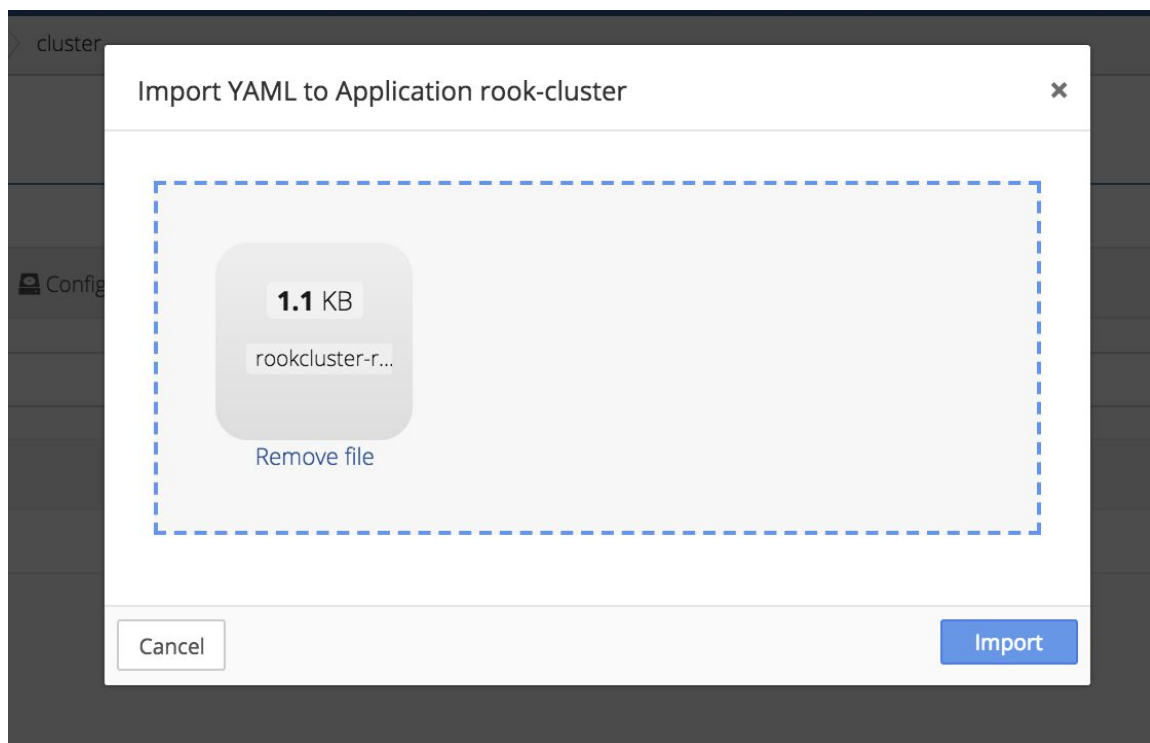 cluster
Import YAML to Application rook-cluster
×
Config
1.1 KB
rookcluster-r...
Remove file
Cancel
Import